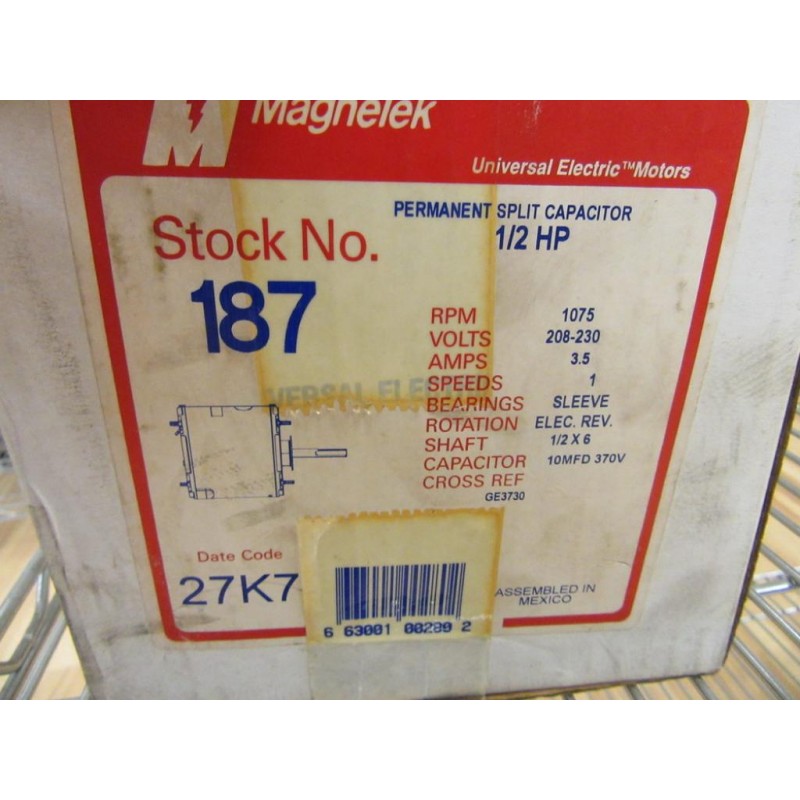 Magnetek
Universal Electric™Motors
PERMANENT SPLIT CAPACITOR
1/2 HP
Stock No.
187
RPM 1075
VOLTS 208-230
AMPS 3.5
SPEEDS 1
BEARINGS SLEEVE
ROTATION ELEC. REV.
SHAFT 1/2 X 6
CAPACITOR 10MFD 370V
CROSS REF
GE3730
Date Code
27K7
ASSEMBLED IN
MEXICO
6 63001 00289 2